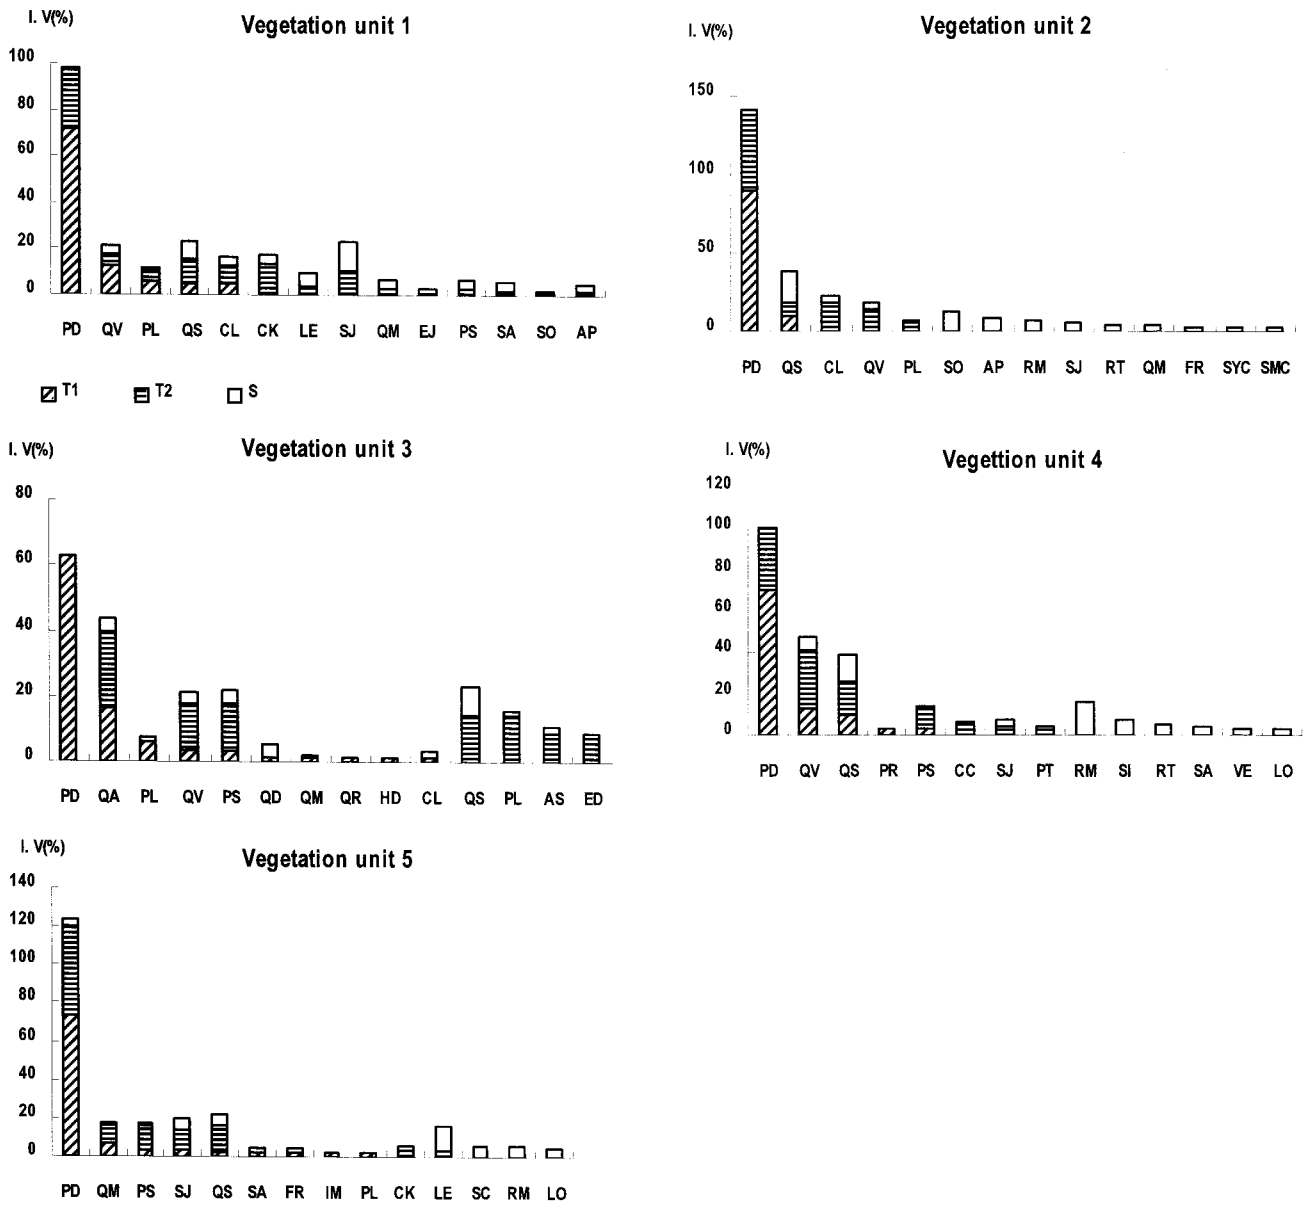 I. V(%)
Vegetation unit 1
100
80
60
40
20
0
PD QV PL QS CL CK LE SJ QM EJ PS SA SO AP
T1 T2 S
I. V(%)
Vegetation unit 2
150
100
50
0
PD QS CL QV PL SO AP RM SJ RT QM FR SYC SMC
I. V(%)
Vegetation unit 3
80
60
40
20
0
PD QA PL QV PS QD QM QR HD CL QS PL AS ED
I. V(%)
Vegettion unit 4
120
100
80
60
40
20
0
PD QV QS PR PS CC SJ PT RM SI RT SA VE LO
I. V(%)
Vegetation unit 5
140
120
100
80
60
40
20
0
PD QM PS SJ QS SA FR IM PL CK LE SC RM LO